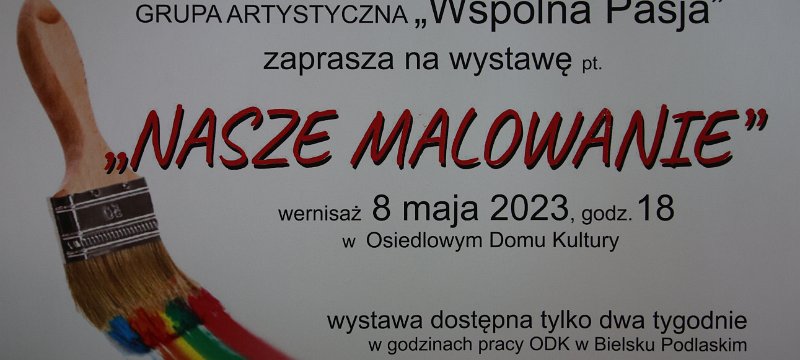 GRUPA ARTYSTYCZNA „Wspólna Pasja”
zaprasza na wystawę pt.
„NASZE MALOWANIE”
wernisaż 8 maja 2023, godz. 18
w Osiedlowym Domu Kultury
wystawa dostępna tylko dwa tygodnie
w godzinach pracy ODK w Bielsku Podlaskim